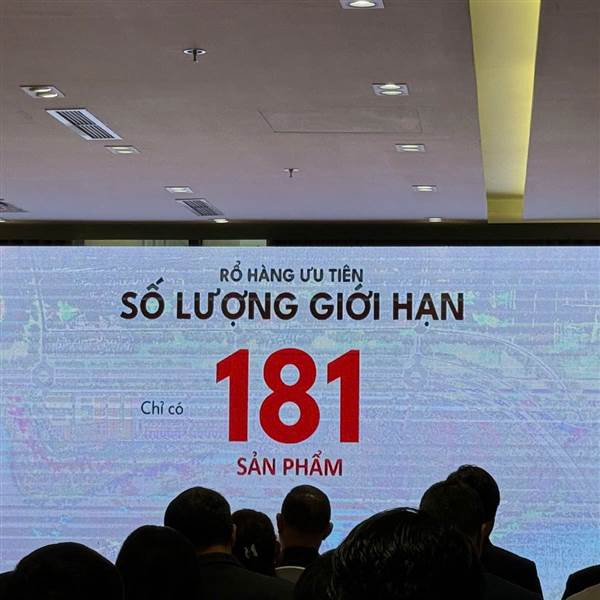 RỔ HÀNG ƯU TIÊN
SỐ LƯỢNG GIỚI HẠN
Chỉ có 181
SẢN PHẨM